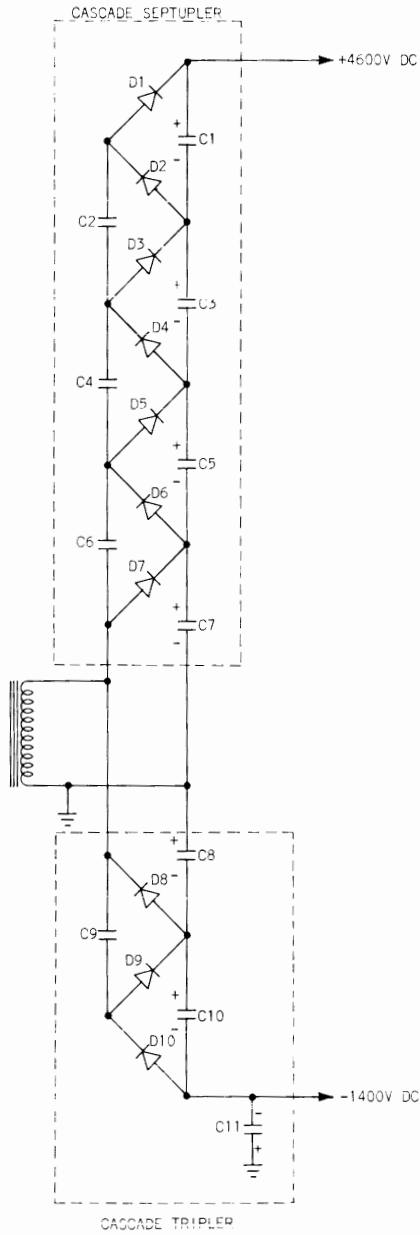 CASCADE SEPTUPLER
+4600V DC
D1
+
C1
-
D2
C2
D3
+
C3
-
D4
C4
D5
+
C5
-
D6
C6
D7
+
C7
-
+
C8
-
D8
C9
D9
+
C10
-
D10
-1400V DC
-
C11
+
CASCADE TRIPLER